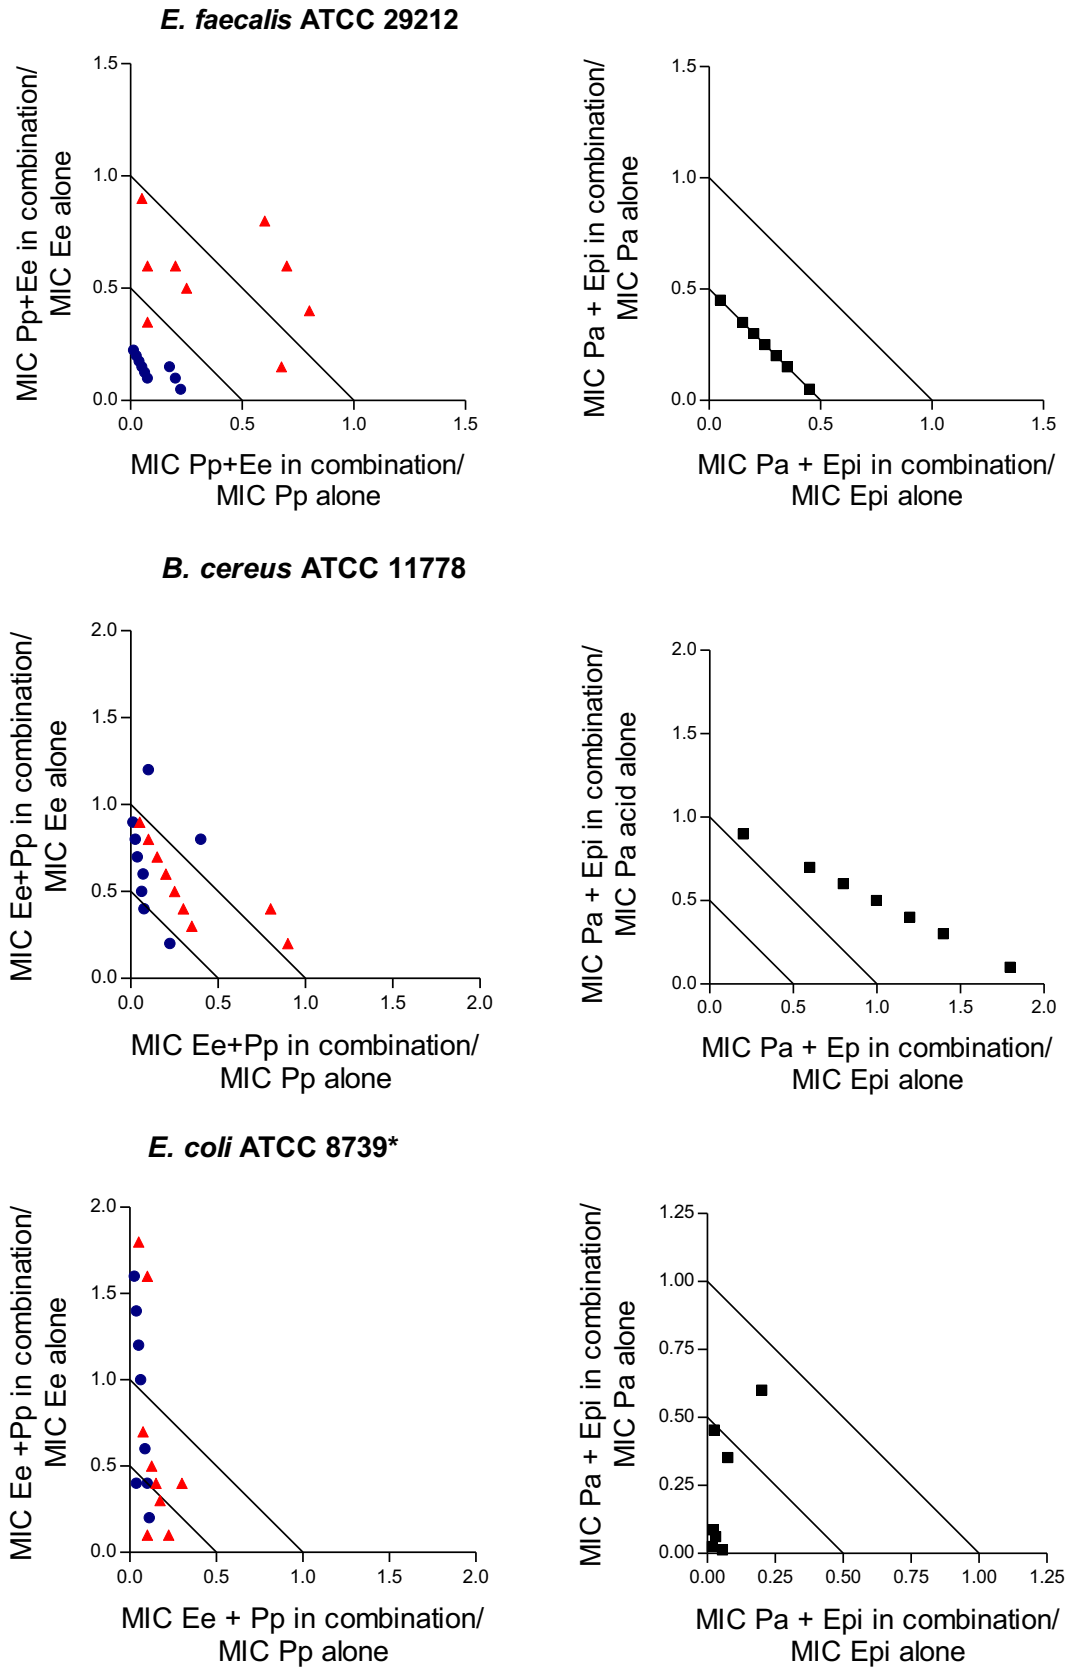 E. faecalis ATCC 29212
MIC Pp+Ee in combination/
MIC Ee alone
1.5
1.0
0.5
0.0
0.0 0.5 1.0 1.5
MIC Pp+Ee in combination/
MIC Pp alone
MIC Pa + Epi in combination/
MIC Pa alone
1.5
1.0
0.5
0.0
0.0 0.5 1.0 1.5
MIC Pa + Epi in combination/
MIC Epi alone
B. cereus ATCC 11778
MIC Ee+Pp in combination/
MIC Ee alone
2.0
1.5
1.0
0.5
0.0
0.0 0.5 1.0 1.5 2.0
MIC Ee+Pp in combination/
MIC Pp alone
MIC Pa + Epi in combination/
MIC Pa acid alone
2.0
1.5
1.0
0.5
0.0
0.0 0.5 1.0 1.5 2.0
MIC Pa + Ep in combination/
MIC Epi alone
E. coli ATCC 8739*
MIC Ee +Pp in combination/
MIC Ee alone
2.0
1.5
1.0
0.5
0.0
0.0 0.5 1.0 1.5 2.0
MIC Ee + Pp in combination/
MIC Pp alone
MIC Pa + Epi in combination/
MIC Pa alone
1.25
1.00
0.75
0.50
0.25
0.00
0.00 0.25 0.50 0.75 1.00 1.25
MIC Pa + Epi in combination/
MIC Epi alone